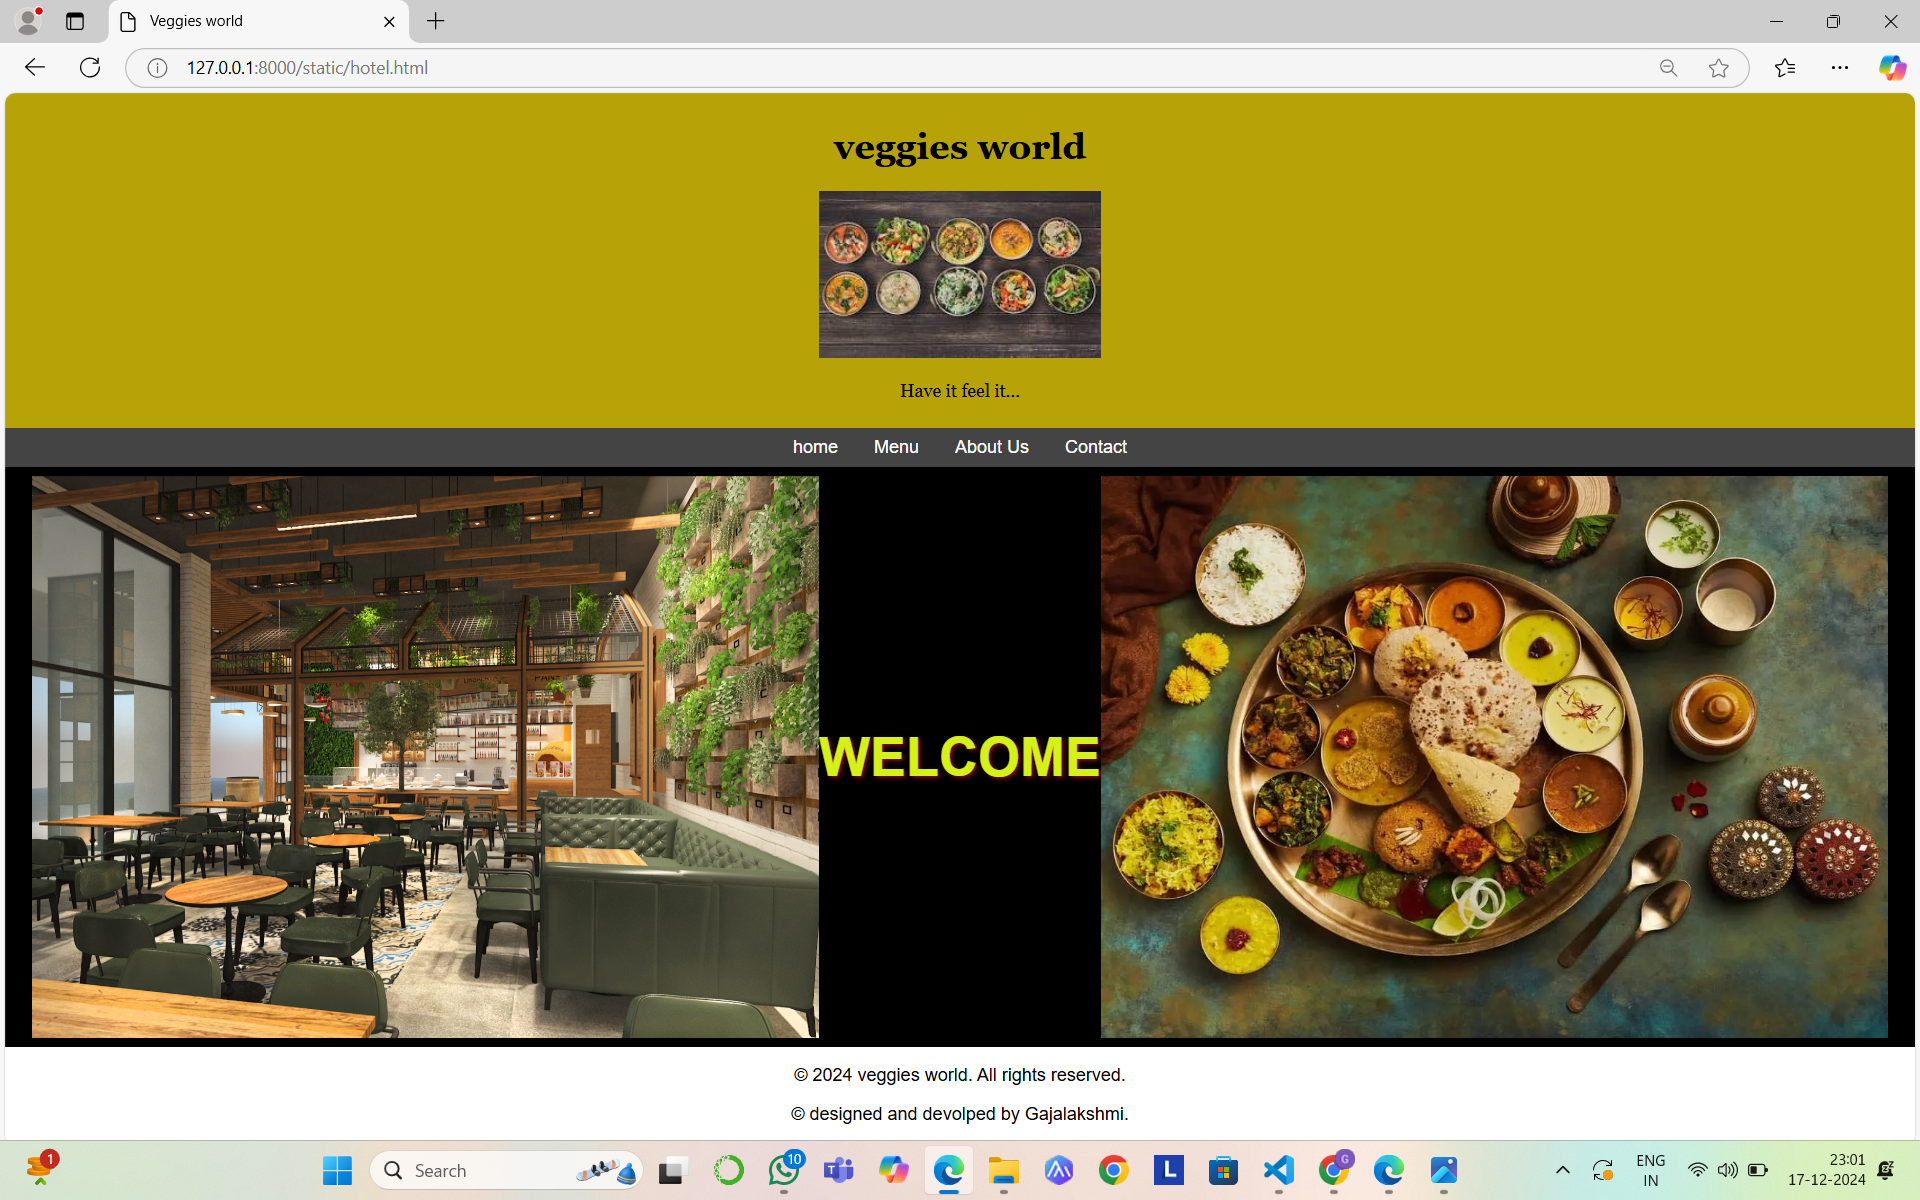 Veggies world
127.0.0.1:8000/static/hotel.html
veggies world
Have it feel it...
home Menu About Us Contact
WELCOME
© 2024 veggies world. All rights reserved.
© designed and devolped by Gajalakshmi.
1
Search
10
L
G
ENG
IN
23:01
17-12-2024